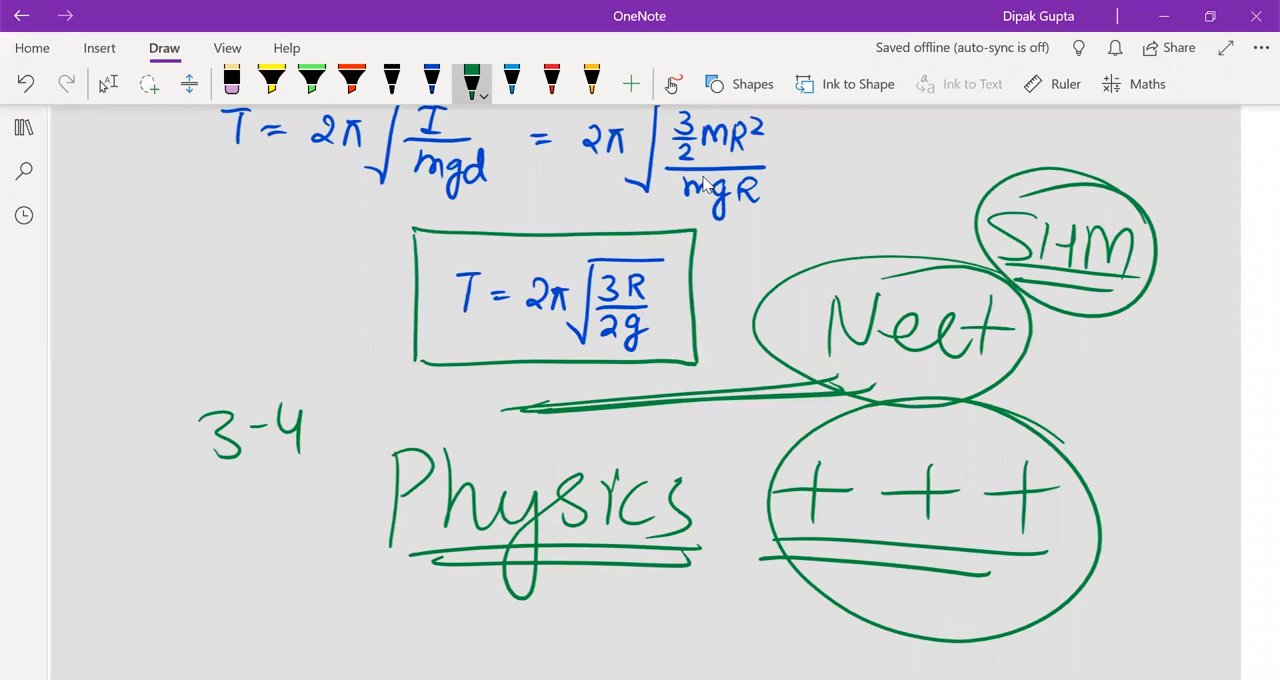 OneNote
Dipak Gupta
Home Insert Draw View Help
Saved offline (auto-sync is off)
Share
Shapes
Ink to Shape
Ink to Text
Ruler
Maths
T = 2π √(I/mgd) = 2π √(3/2 mR²/mgR)
SHM
T = 2π √(3R/2g)
Neet
3-4
Physics + + +